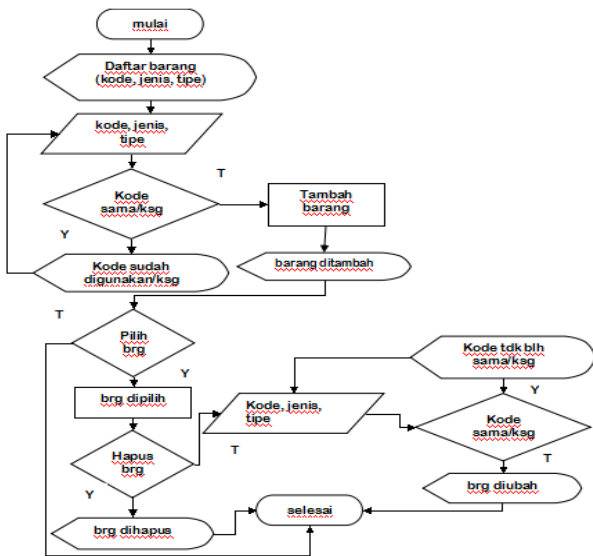 mulai
Daftar barang
(kode, jenis, tipe)
kode, jenis,
tipe
T
Kode
sama/ksg
Tambah
barang
Y
Kode sudah
digunakan/ksg
barang ditambah
T
Pilih
brg
Kode tdk blh
sama/ksg
Y
Y
brg dipilih
Kode, jenis,
tipe
Kode
sama/ksg
Hapus
brg
T
T
Y
brg diubah
brg dihapus
selesai